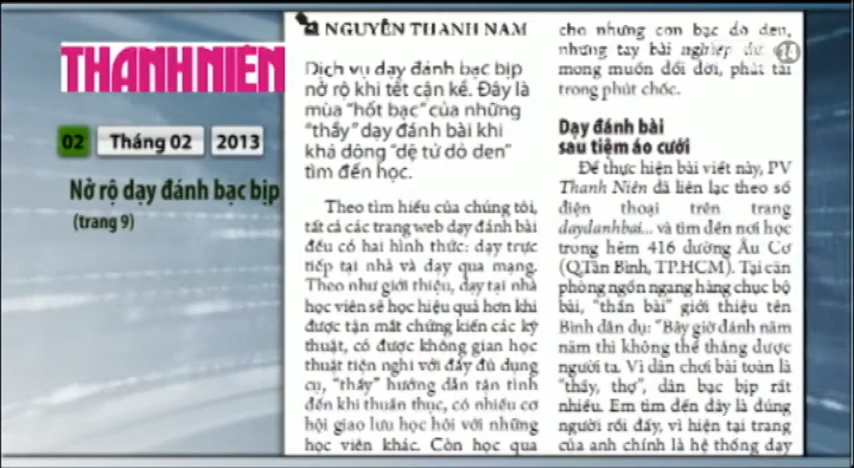 THANH NIÊN
02 Tháng 02 2013
Nở rộ dạy đánh bạc bịp
(trang 9)
NGUYỄN THANH NAM
Dịch vụ dạy đánh bạc bịp
nở rộ khi tết cận kề. Đây là
mùa "hốt bạc" của những
"thầy" dạy đánh bài khi
khá đông "đệ tử đỏ đen"
tìm đến học.
Theo tìm hiểu của chúng tôi,
tất cả các trang web dạy đánh bài
đều có hai hình thức: dạy trực
tiếp tại nhà và dạy qua mạng.
Theo như giới thiệu, dạy tại nhà
học viên sẽ học hiệu quả hơn khi
được tận mắt chứng kiến các kỹ
thuật, có được không gian học
thuật tiện nghi với đầy đủ dụng
cụ, "thầy" hướng dẫn tận tình
đến khi thuần thục, có nhiều cơ
hội giao lưu học hỏi với những
học viên khác. Còn học qua
cho những con bạc đỏ đen,
những tay bài nghiệp dư
mong muốn đổi đời, phát tài
trong phút chốc.
Dạy đánh bài
sau tiệm áo cưới
Để thực hiện bài viết này, PV
Thanh Niên đã liên lạc theo số
điện thoại trên trang
daydanhbai... và tìm đến nơi học
trong hẻm 416 đường Âu Cơ
(Q.Tân Bình, TP.HCM). Tại căn
phòng ngổn ngang hàng chục bộ
bài, "thần bài" giới thiệu tên
Bình dẫn dụ: "Bây giờ đánh năm
năm thì không thể thắng được
người ta. Vì dân chơi bài toàn là
"thầy, thợ", dân bạc bịp rất
nhiều. Em tìm đến đây là đúng
người rồi đấy, vì hiện tại trang
của anh chính là hệ thống dạy